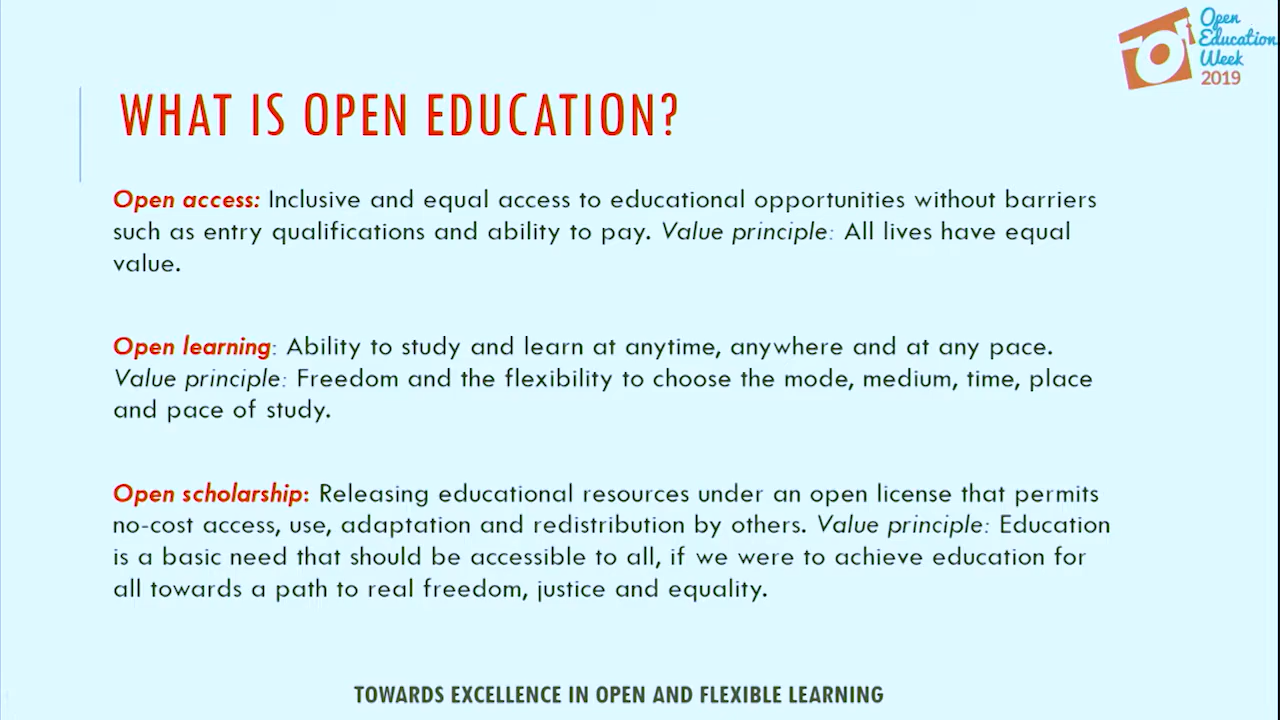 Open
Education
Week
2019
WHAT IS OPEN EDUCATION?
Open access: Inclusive and equal access to educational opportunities without barriers
such as entry qualifications and ability to pay. Value principle: All lives have equal
value.
Open learning: Ability to study and learn at anytime, anywhere and at any pace.
Value principle: Freedom and the flexibility to choose the mode, medium, time, place
and pace of study.
Open scholarship: Releasing educational resources under an open license that permits
no-cost access, use, adaptation and redistribution by others. Value principle: Education
is a basic need that should be accessible to all, if we were to achieve education for
all towards a path to real freedom, justice and equality.
TOWARDS EXCELLENCE IN OPEN AND FLEXIBLE LEARNING